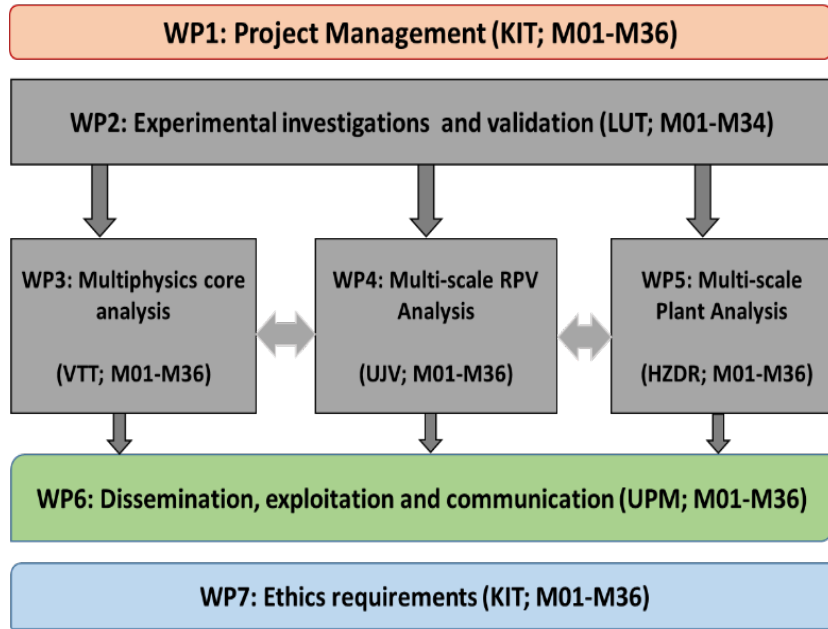 WP1: Project Management (KIT; M01-M36)
WP2: Experimental investigations and validation (LUT; M01-M34)
WP3: Multiphysics core
analysis
(VTT; M01-M36)
WP4: Multi-scale RPV
Analysis
(UJV; M01-M36)
WP5: Multi-scale
Plant Analysis
(HZDR; M01-M36)
WP6: Dissemination, exploitation and communication (UPM; M01-M36)
WP7: Ethics requirements (KIT; M01-M36)